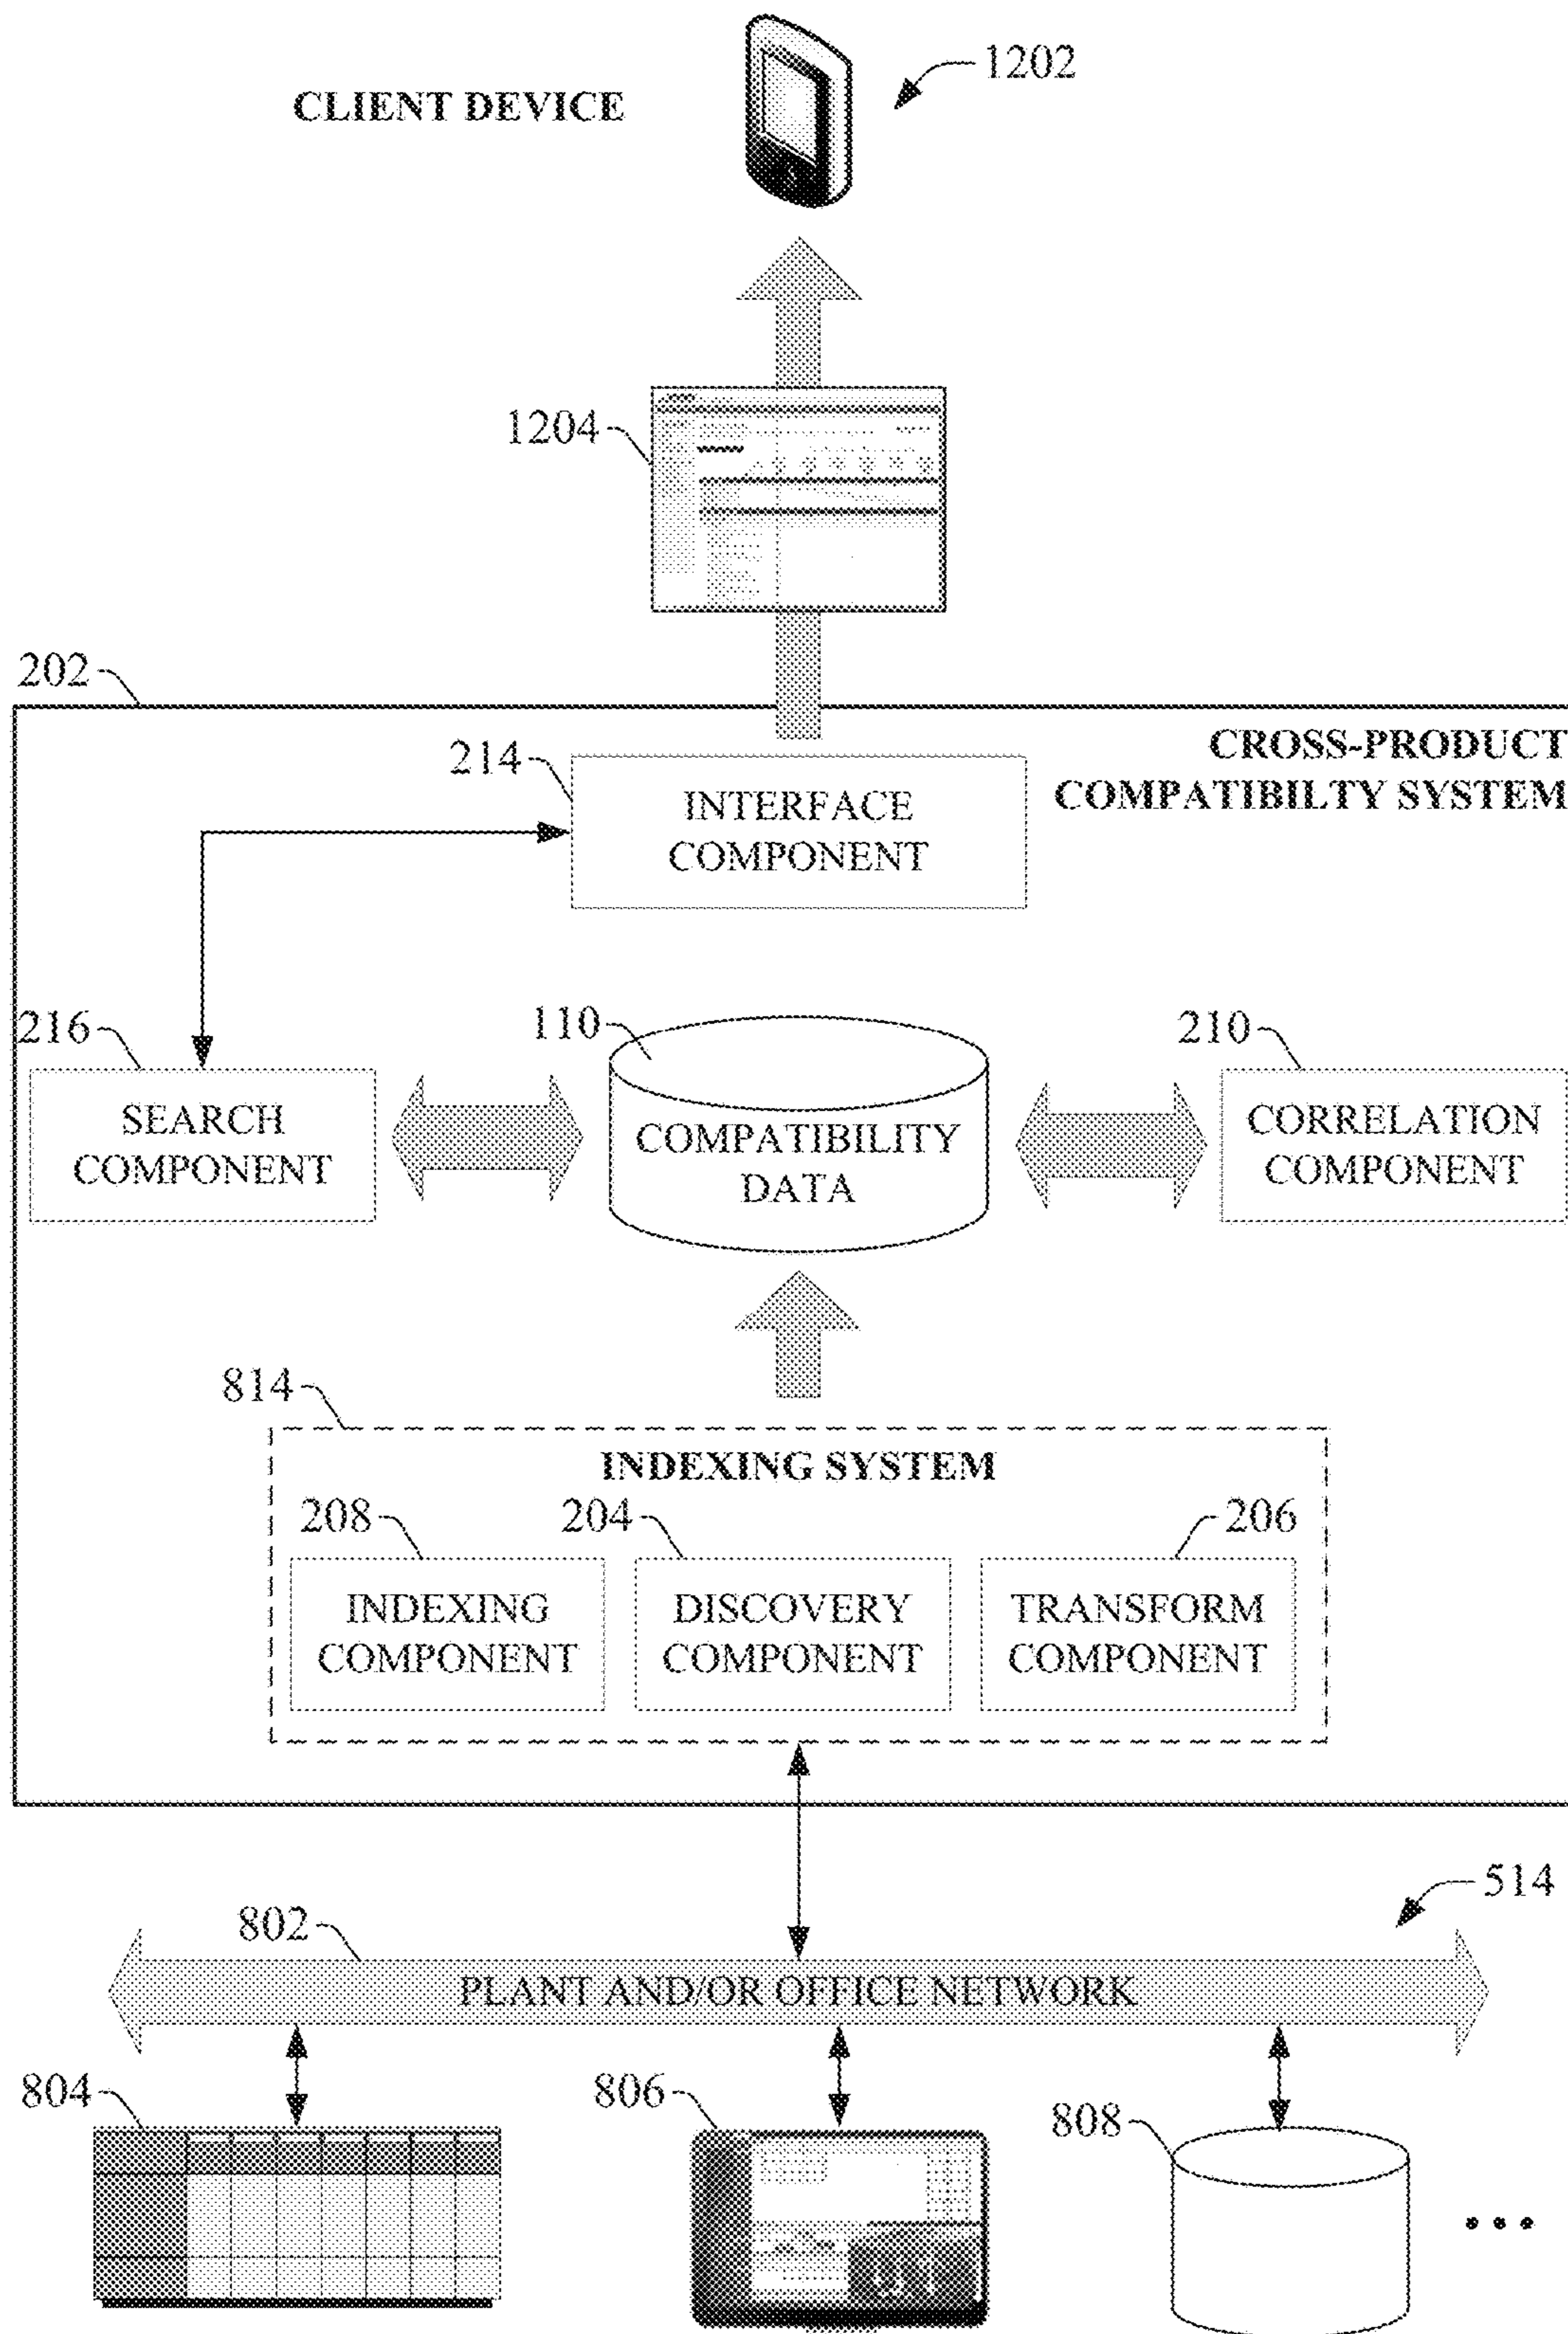 1202
CLIENT DEVICE
1204
202
CROSS-PRODUCT
COMPATIBILTY SYSTEM
214
INTERFACE
COMPONENT
216
110
210
SEARCH
COMPONENT
COMPATIBILITY
DATA
CORRELATION
COMPONENT
814
INDEXING SYSTEM
208
204
206
INDEXING
COMPONENT
DISCOVERY
COMPONENT
TRANSFORM
COMPONENT
514
802
PLANT AND/OR OFFICE NETWORK
804
806
808